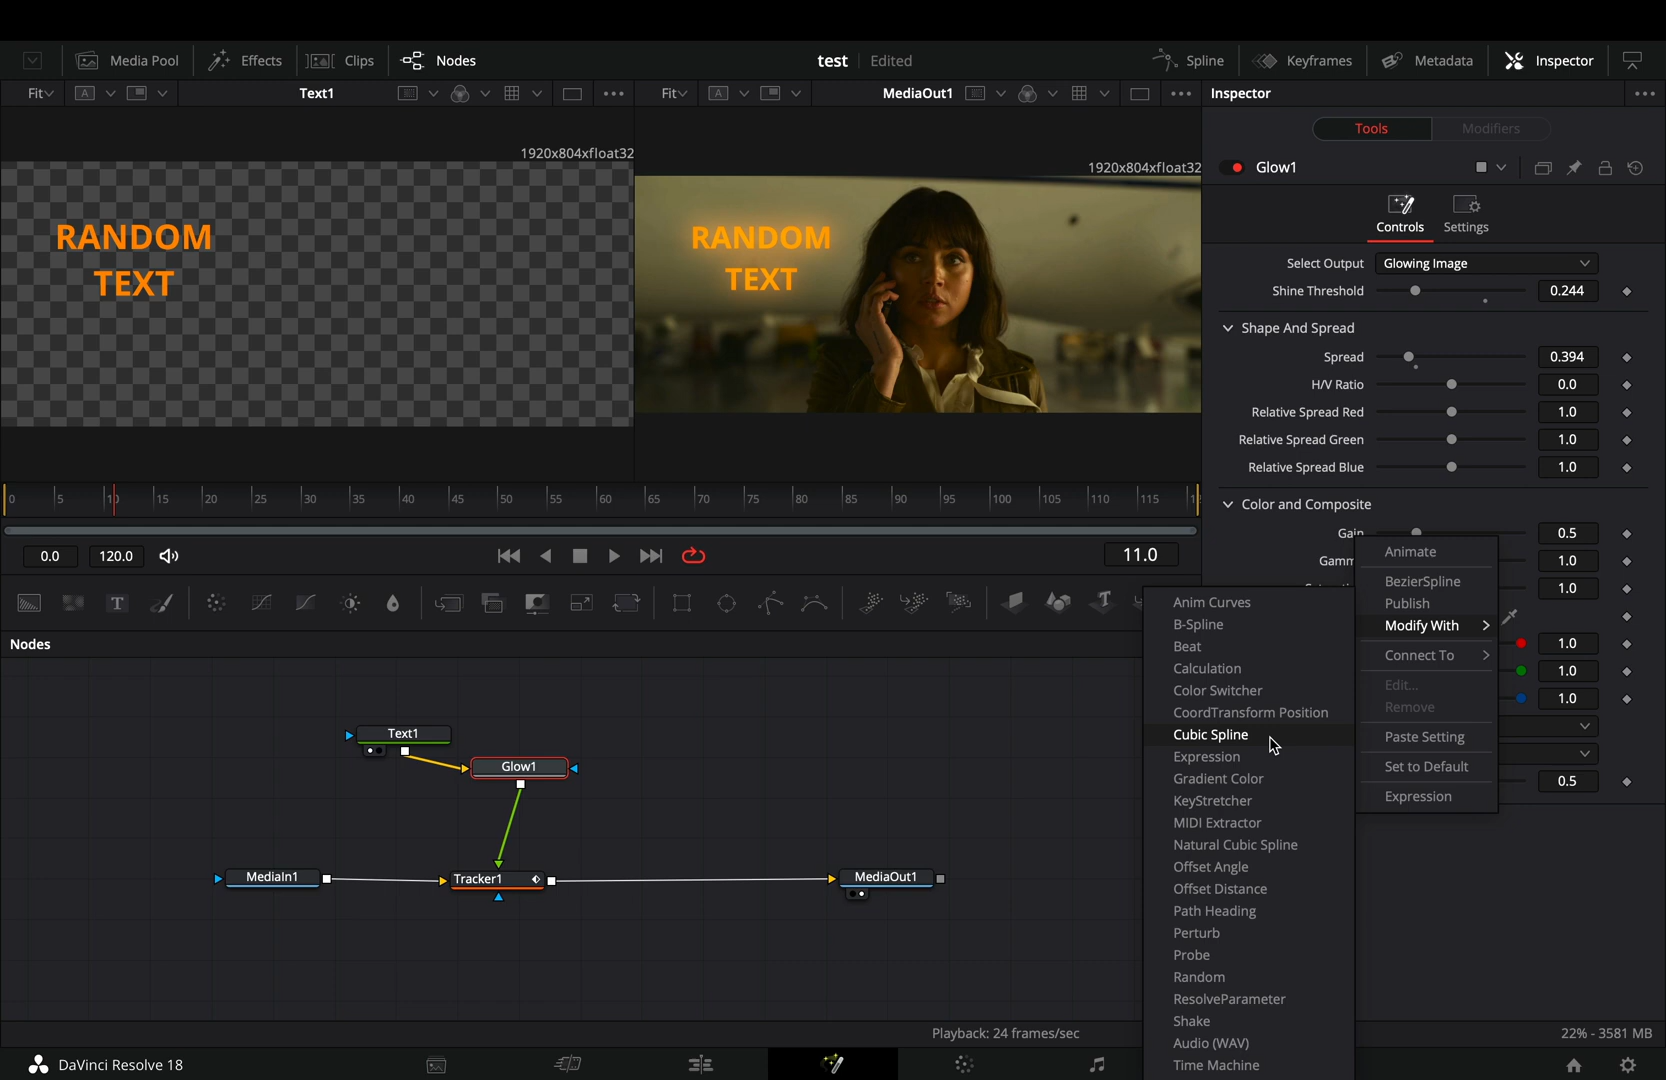 Media Pool
Effects
Clips
Nodes
test
Edited
Spline
Keyframes
Metadata
Inspector
Fit
A
Text1
Fit
A
MediaOut1
Inspector
Tools
Modifiers
1920x804xfloat32
1920x804xfloat32
Glow1
RANDOM
TEXT
RANDOM
TEXT
Controls
Settings
Select Output
Glowing Image
Shine Threshold
0.244
Shape And Spread
Spread
0.394
H/V Ratio
0.0
Relative Spread Red
1.0
Relative Spread Green
1.0
Relative Spread Blue
1.0
0 5 15 20 25 30 35 40 45 50 55 60 65 70 75 80 85 90 95 100 105 110 115
Color and Composite
Gain
0.5
0.0
120.0
11.0
1.0
1.0
1.0
1.0
1.0
0.5
Animate
BezierSpline
Publish
Modify With
Connect To
Edit...
Remove
Paste Setting
Set to Default
Expression
Anim Curves
B-Spline
Beat
Calculation
Color Switcher
CoordTransform Position
Cubic Spline
Expression
Gradient Color
KeyStretcher
MIDI Extractor
Natural Cubic Spline
Offset Angle
Offset Distance
Path Heading
Perturb
Probe
Random
ResolveParameter
Shake
Audio (WAV)
Time Machine
T
T
Nodes
Text1
Glow1
MediaIn1
Tracker1
MediaOut1
Playback: 24 frames/sec
22% - 3581 MB
DaVinci Resolve 18